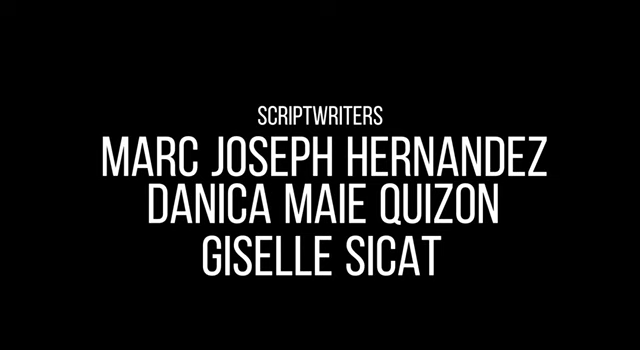 SCRIPTWRITERS
MARC JOSEPH HERNANDEZ
DANICA MAIE QUIZON
GISELLE SICAT